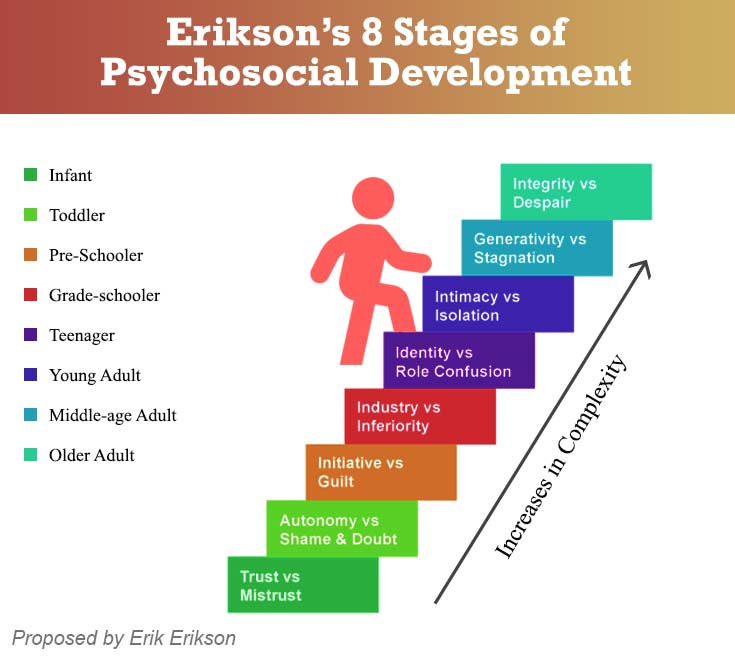 Erikson's 8 Stages of
Psychosocial Development
Infant
Toddler
Pre-Schooler
Grade-schooler
Teenager
Young Adult
Middle-age Adult
Older Adult
Integrity vs
Despair
Generativity vs
Stagnation
Intimacy vs
Isolation
Identity vs
Role Confusion
Industry vs
Inferiority
Initiative vs
Guilt
Autonomy vs
Shame & Doubt
Trust vs
Mistrust
Increases in Complexity
Proposed by Erik Erikson